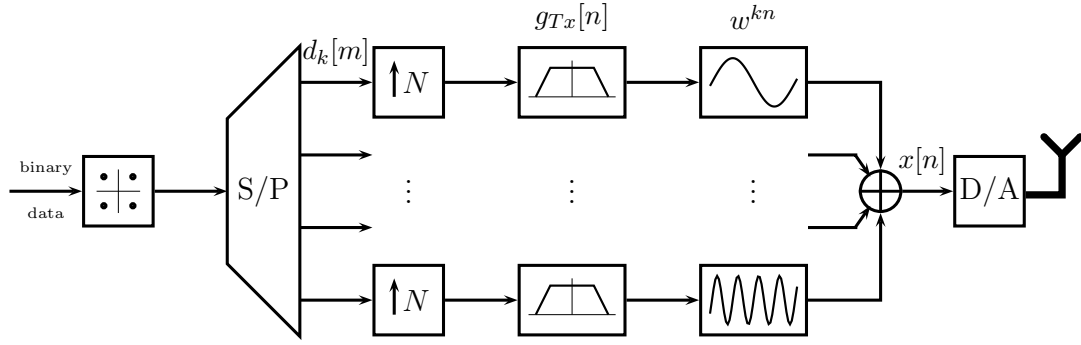 g_{Tx}[n]
w^{kn}
d_k[m]
↑N
binary
data
S/P
⋮
⋮
⋮
x[n]
D/A
↑N